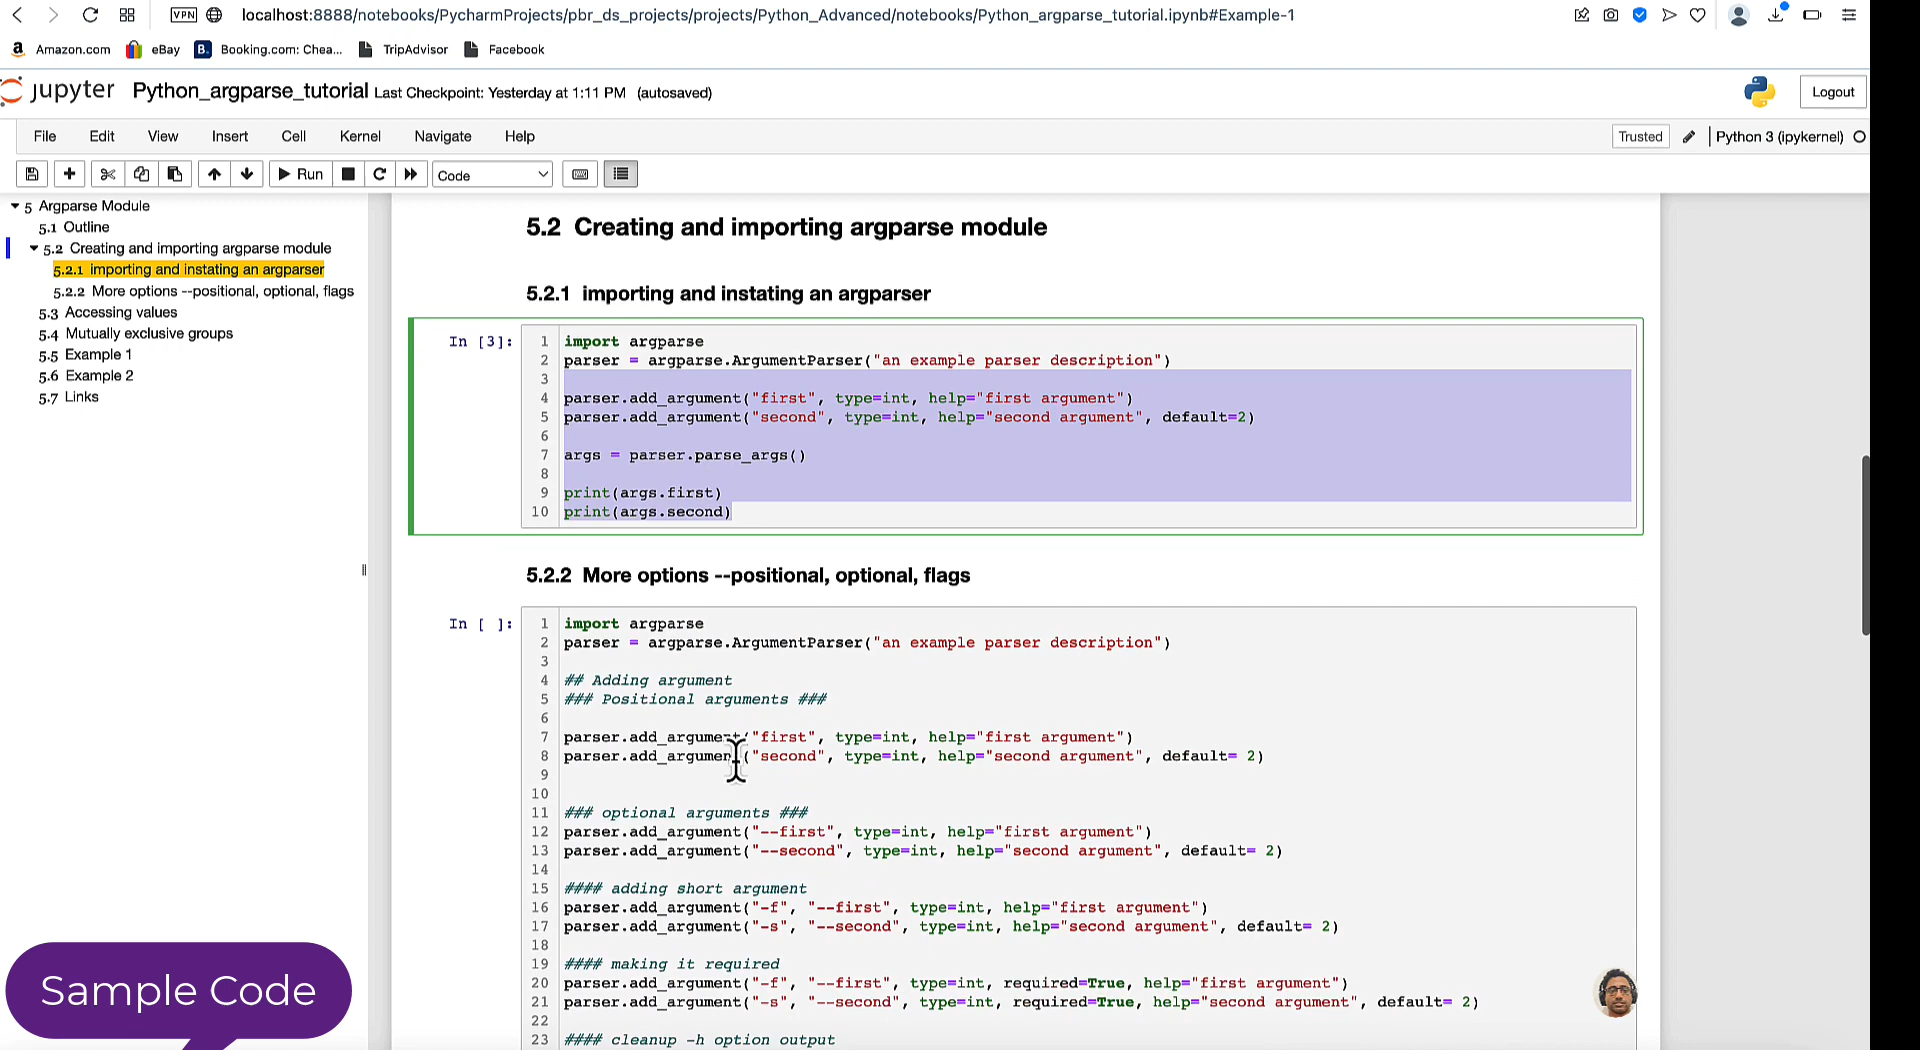 VPN localhost:8888/notebooks/PycharmProjects/pbr_ds_projects/projects/Python_Advanced/notebooks/Python_argparse_tutorial.ipynb#Example-1
a Amazon.com eBay B. Booking.com: Chea... TripAdvisor Facebook
jupyter Python_argparse_tutorial Last Checkpoint: Yesterday at 1:11 PM (autosaved) Logout
File Edit View Insert Cell Kernel Navigate Help Trusted Python 3 (ipykernel)
Run Code
5 Argparse Module
5.1 Outline
5.2 Creating and importing argparse module
5.2.1 importing and instating an argparser
5.2.2 More options --positional, optional, flags
5.3 Accessing values
5.4 Mutually exclusive groups
5.5 Example 1
5.6 Example 2
5.7 Links
5.2 Creating and importing argparse module
5.2.1 importing and instating an argparser
In [3]:
1 import argparse
2 parser = argparse.ArgumentParser("an example parser description")
3
4 parser.add_argument("first", type=int, help="first argument")
5 parser.add_argument("second", type=int, help="second argument", default=2)
6
7 args = parser.parse_args()
8
9 print(args.first)
10 print(args.second)
5.2.2 More options --positional, optional, flags
In [ ]:
1 import argparse
2 parser = argparse.ArgumentParser("an example parser description")
3
4 ## Adding argument
5 ### Positional arguments ###
6
7 parser.add_argument("first", type=int, help="first argument")
8 parser.add_argument("second", type=int, help="second argument", default= 2)
9
10
11 ### optional arguments ###
12 parser.add_argument("--first", type=int, help="first argument")
13 parser.add_argument("--second", type=int, help="second argument", default= 2)
14
15 #### adding short argument
16 parser.add_argument("-f", "--first", type=int, help="first argument")
17 parser.add_argument("-s", "--second", type=int, help="second argument", default= 2)
18
19 #### making it required
20 parser.add_argument("-f", "--first", type=int, required=True, help="first argument")
21 parser.add_argument("-s", "--second", type=int, required=True, help="second argument", default= 2)
22
23 #### cleanup -h option output
Sample Code